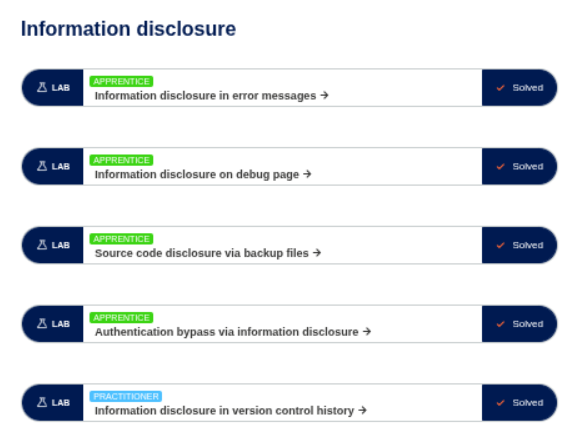 Information disclosure
LAB
APPRENTICE
Information disclosure in error messages →
Solved
LAB
APPRENTICE
Information disclosure on debug page →
Solved
LAB
APPRENTICE
Source code disclosure via backup files →
Solved
LAB
APPRENTICE
Authentication bypass via information disclosure →
Solved
LAB
PRACTITIONER
Information disclosure in version control history →
Solved